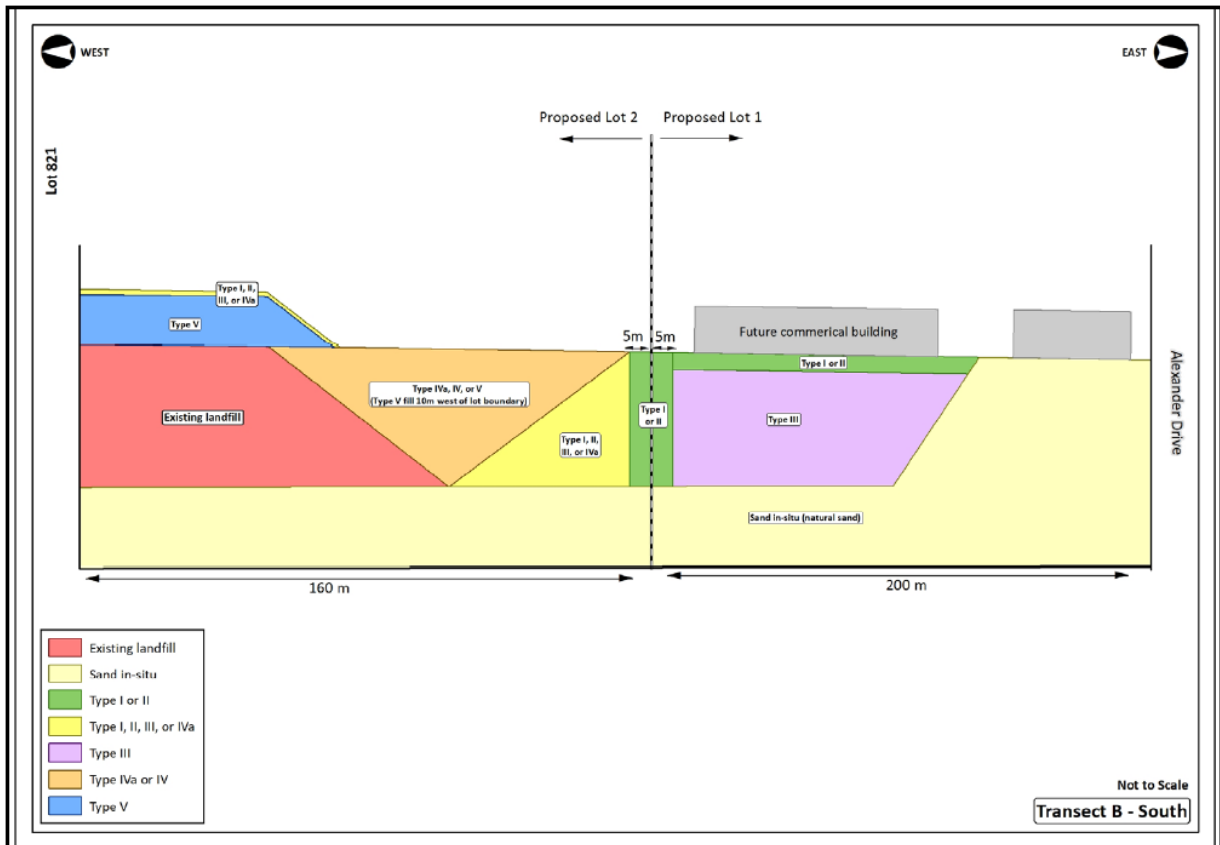 WEST
EAST
Proposed Lot 2
Proposed Lot 1
Lot 821
Type I, II,
III, or IVa
Type V
5m
5m
Future commerical building
Type I or II
Type IVa, IV, or V
(Type V fill 10m west of lot boundary)
Existing landfill
Type I
or II
Type III
Type I, II,
III, or IVa
Alexander Drive
Sand in-situ (natural sand)
160 m
200 m
Existing landfill
Sand in-situ
Type I or II
Type I, II, III, or IVa
Type III
Type IVa or IV
Type V
Not to Scale
Transect B - South